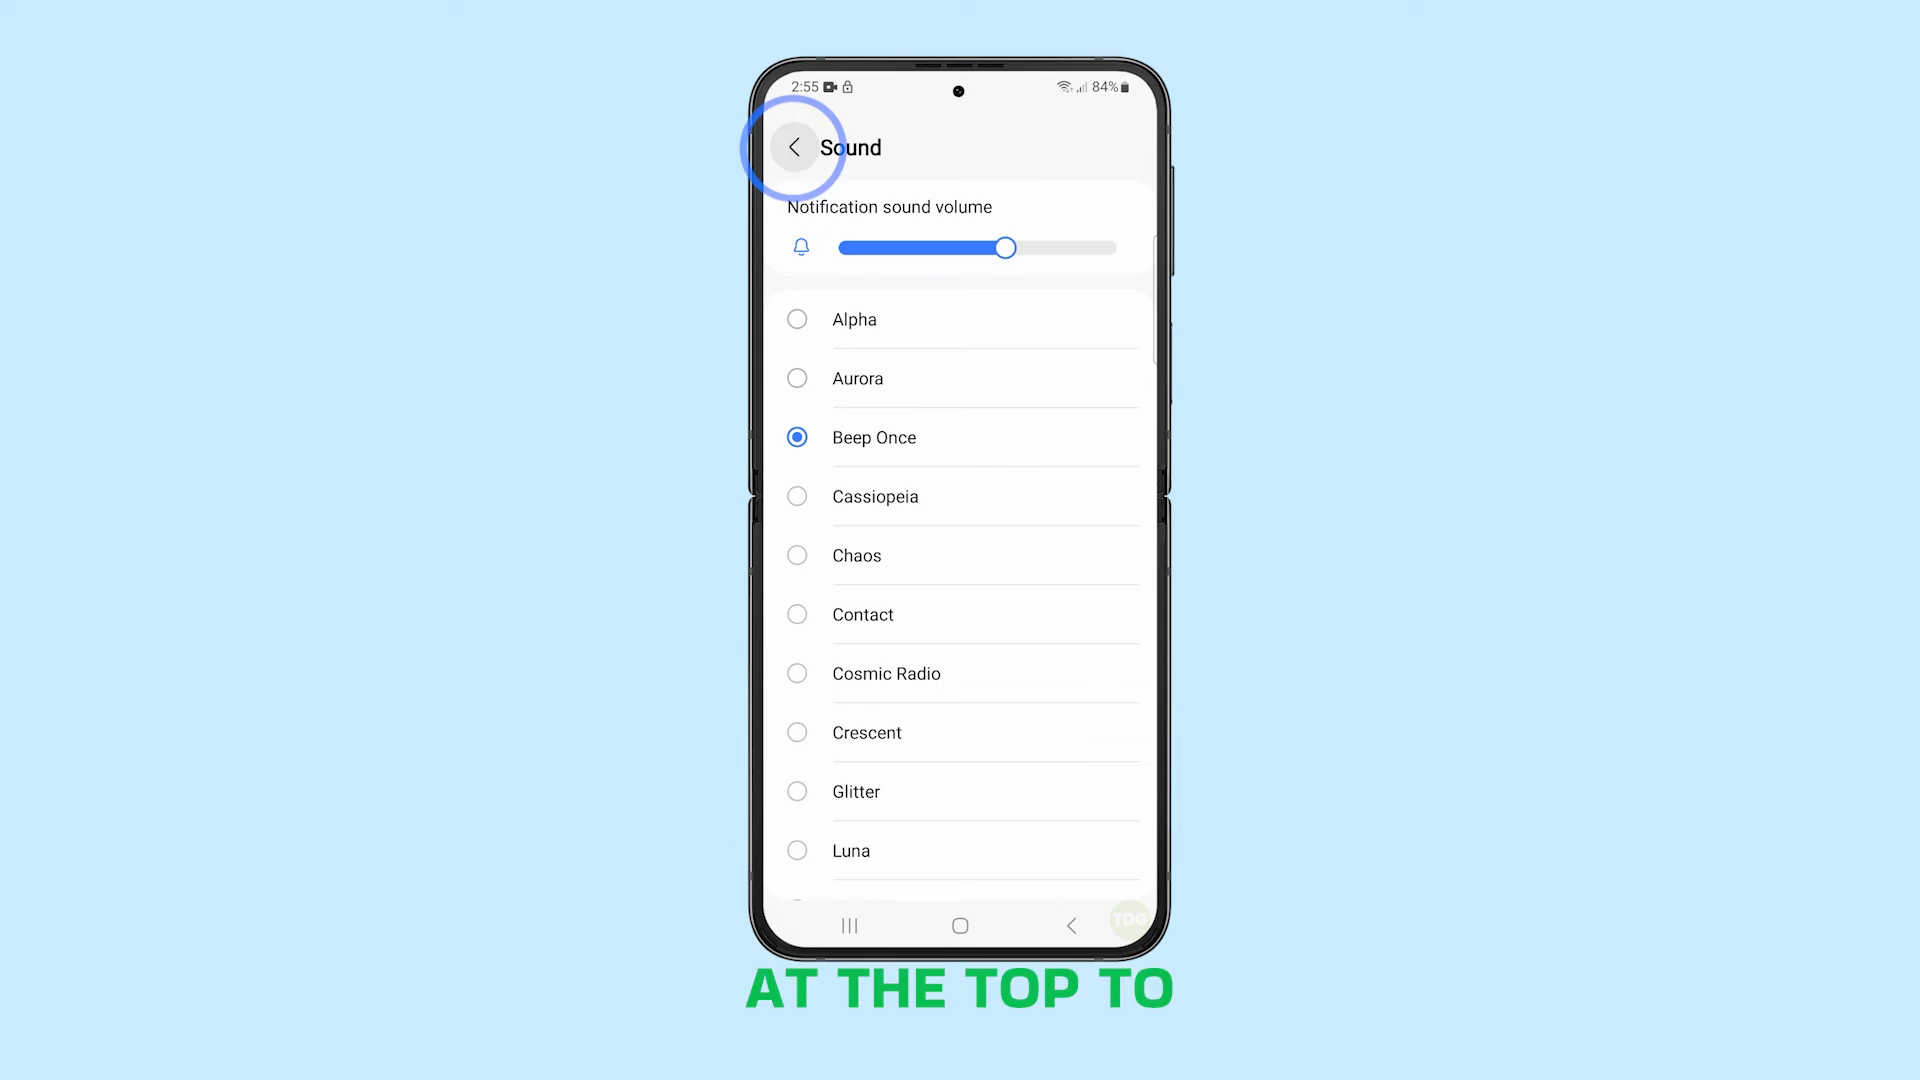 2:55 84%
Sound
Notification sound volume
Alpha
Aurora
Beep Once
Cassiopeia
Chaos
Contact
Cosmic Radio
Crescent
Glitter
Luna
TDG
AT THE TOP TO